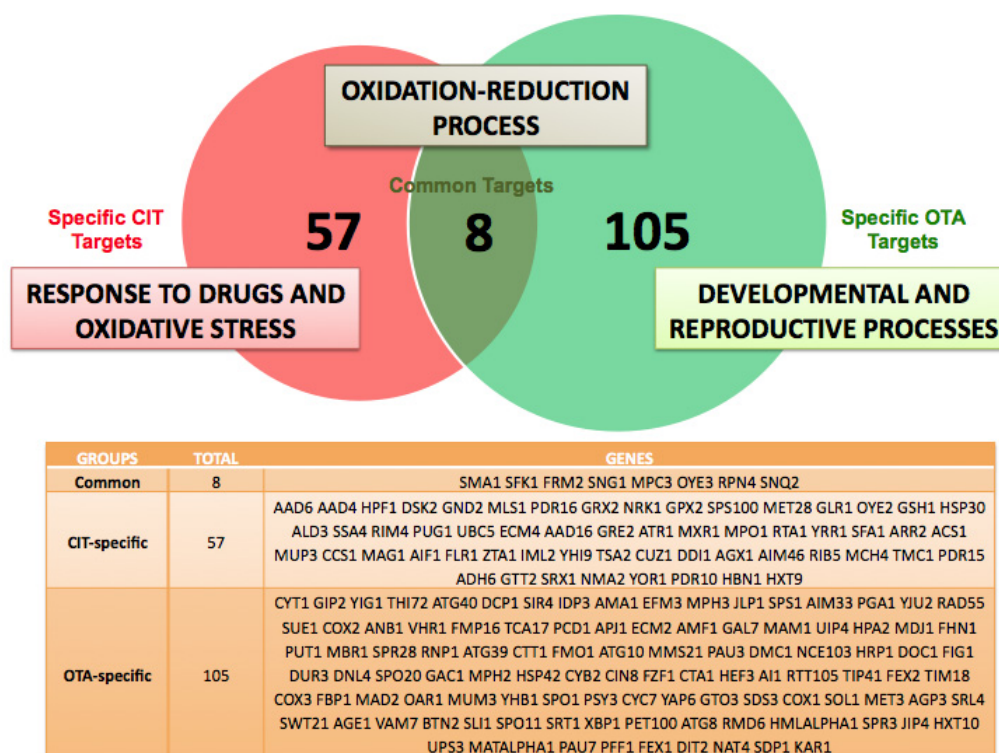 OXIDATION-REDUCTION
PROCESS
Common Targets
Specific CIT
Targets
57
8
105
Specific OTA
Targets
RESPONSE TO DRUGS AND
OXIDATIVE STRESS
DEVELOPMENTAL AND
REPRODUCTIVE PROCESSES
GROUPS TOTAL GENES
Common 8 SMA1 SFK1 FRM2 SNG1 MPC3 OYE3 RPN4 SNQ2
CIT-specific 57
AAD6 AAD4 HPF1 DSK2 GND2 MLS1 PDR16 GRX2 NRK1 GPX2 SPS100 MET28 GLR1 OYE2 GSH1 HSP30
ALD3 SSA4 RIM4 PUG1 UBC5 ECM4 AAD16 GRE2 ATR1 MXR1 MPO1 RTA1 YRR1 SFA1 ARR2 ACS1
MUP3 CCS1 MAG1 AIF1 FLR1 ZTA1 IML2 YHI9 TSA2 CUZ1 DDI1 AGX1 AIM46 RIB5 MCH4 TMC1 PDR15
ADH6 GTT2 SRX1 NMA2 YOR1 PDR10 HBN1 HXT9
OTA-specific 105
CYT1 GIP2 YIG1 THI72 ATG40 DCP1 SIR4 IDP3 AMA1 EFM3 MPH3 JLP1 SPS1 AIM33 PGA1 YJU2 RAD55
SUE1 COX2 ANB1 VHR1 FMP16 TCA17 PCD1 APJ1 ECM2 AMF1 GAL7 MAM1 UIP4 HPA2 MDJ1 FHN1
PUT1 MBR1 SPR28 RNP1 ATG39 CTT1 FMO1 ATG10 MMS21 PAU3 DMC1 NCE103 HRP1 DOC1 FIG1
DUR3 DNL4 SPO20 GAC1 MPH2 HSP42 CYB2 CIN8 FZF1 CTA1 HEF3 AI1 RTT105 TIP41 FEX2 TIM18
COX3 FBP1 MAD2 OAR1 MUM3 YHB1 SPO1 PSY3 CYC7 YAP6 GTO3 SDS3 COX1 SOL1 MET3 AGP3 SRL4
SWT21 AGE1 VAM7 BTN2 SLI1 SPO11 SRT1 XBP1 PET100 ATG8 RMD6 HMLALPHA1 SPR3 JIP4 HXT10
UPS3 MATALPHA1 PAU7 PFF1 FEX1 DIT2 NAT4 SDP1 KAR1